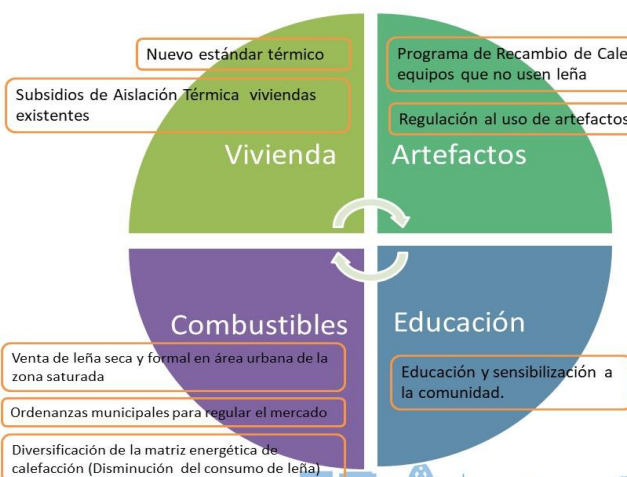 Nuevo estándar térmico
Subsidios de Aislación Térmica viviendas
existentes
Vivienda
Programa de Recambio de
equipos que no usen leña
Regulación al uso de artefactos
Artefactos
Combustibles
Venta de leña seca y formal en área urbana de la
zona saturada
Ordenanzas municipales para regular el mercado
Diversificación de la matriz energética de
calefacción (Disminución del consumo de leña)
Educación
Educación y sensibilización a
la comunidad.